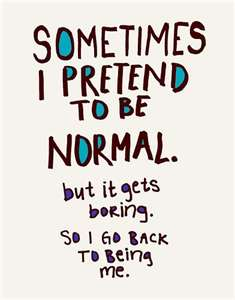 SOMETIMES
I PRETEND
TO BE
NORMAL.
but it gets
boring.
SO I GO BACK
TO Being
me.